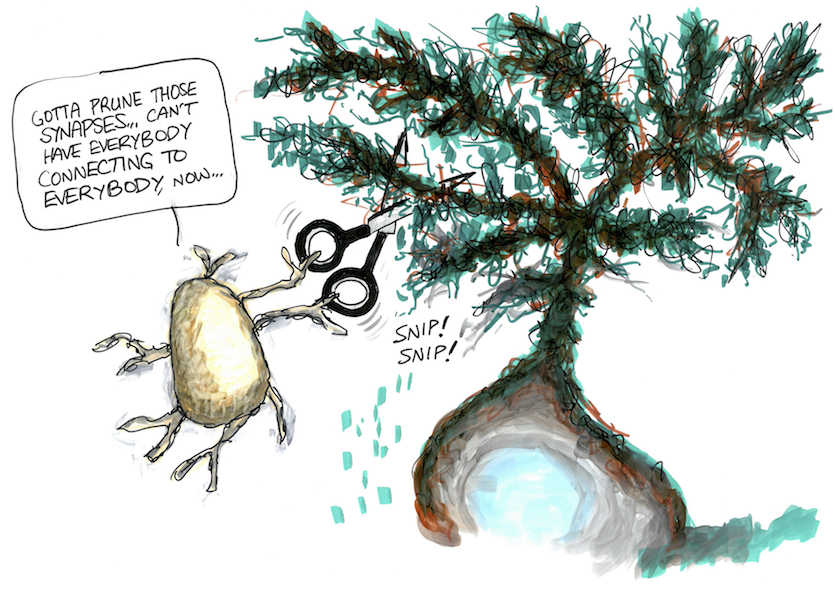 GOTTA PRUNE THOSE
SYNAPSES... CAN'T
HAVE EVERYBODY
CONNECTING TO
EVERYBODY, NOW...
SNIP!
SNIP!